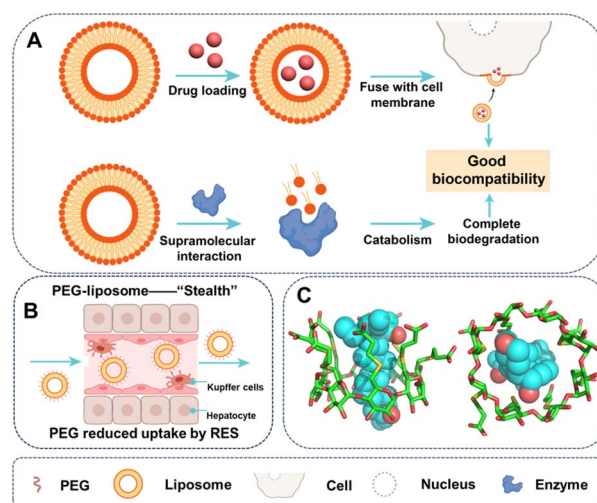 A
Drug loading
Fuse with cell
membrane
Good
biocompatibility
Supramolecular
interaction
Catabolism
Complete
biodegradation
B
PEG-liposome——“Stealth”
Kupffer cells
Hepatocyte
PEG reduced uptake by RES
C
PEG
Liposome
Cell
Nucleus
Enzyme